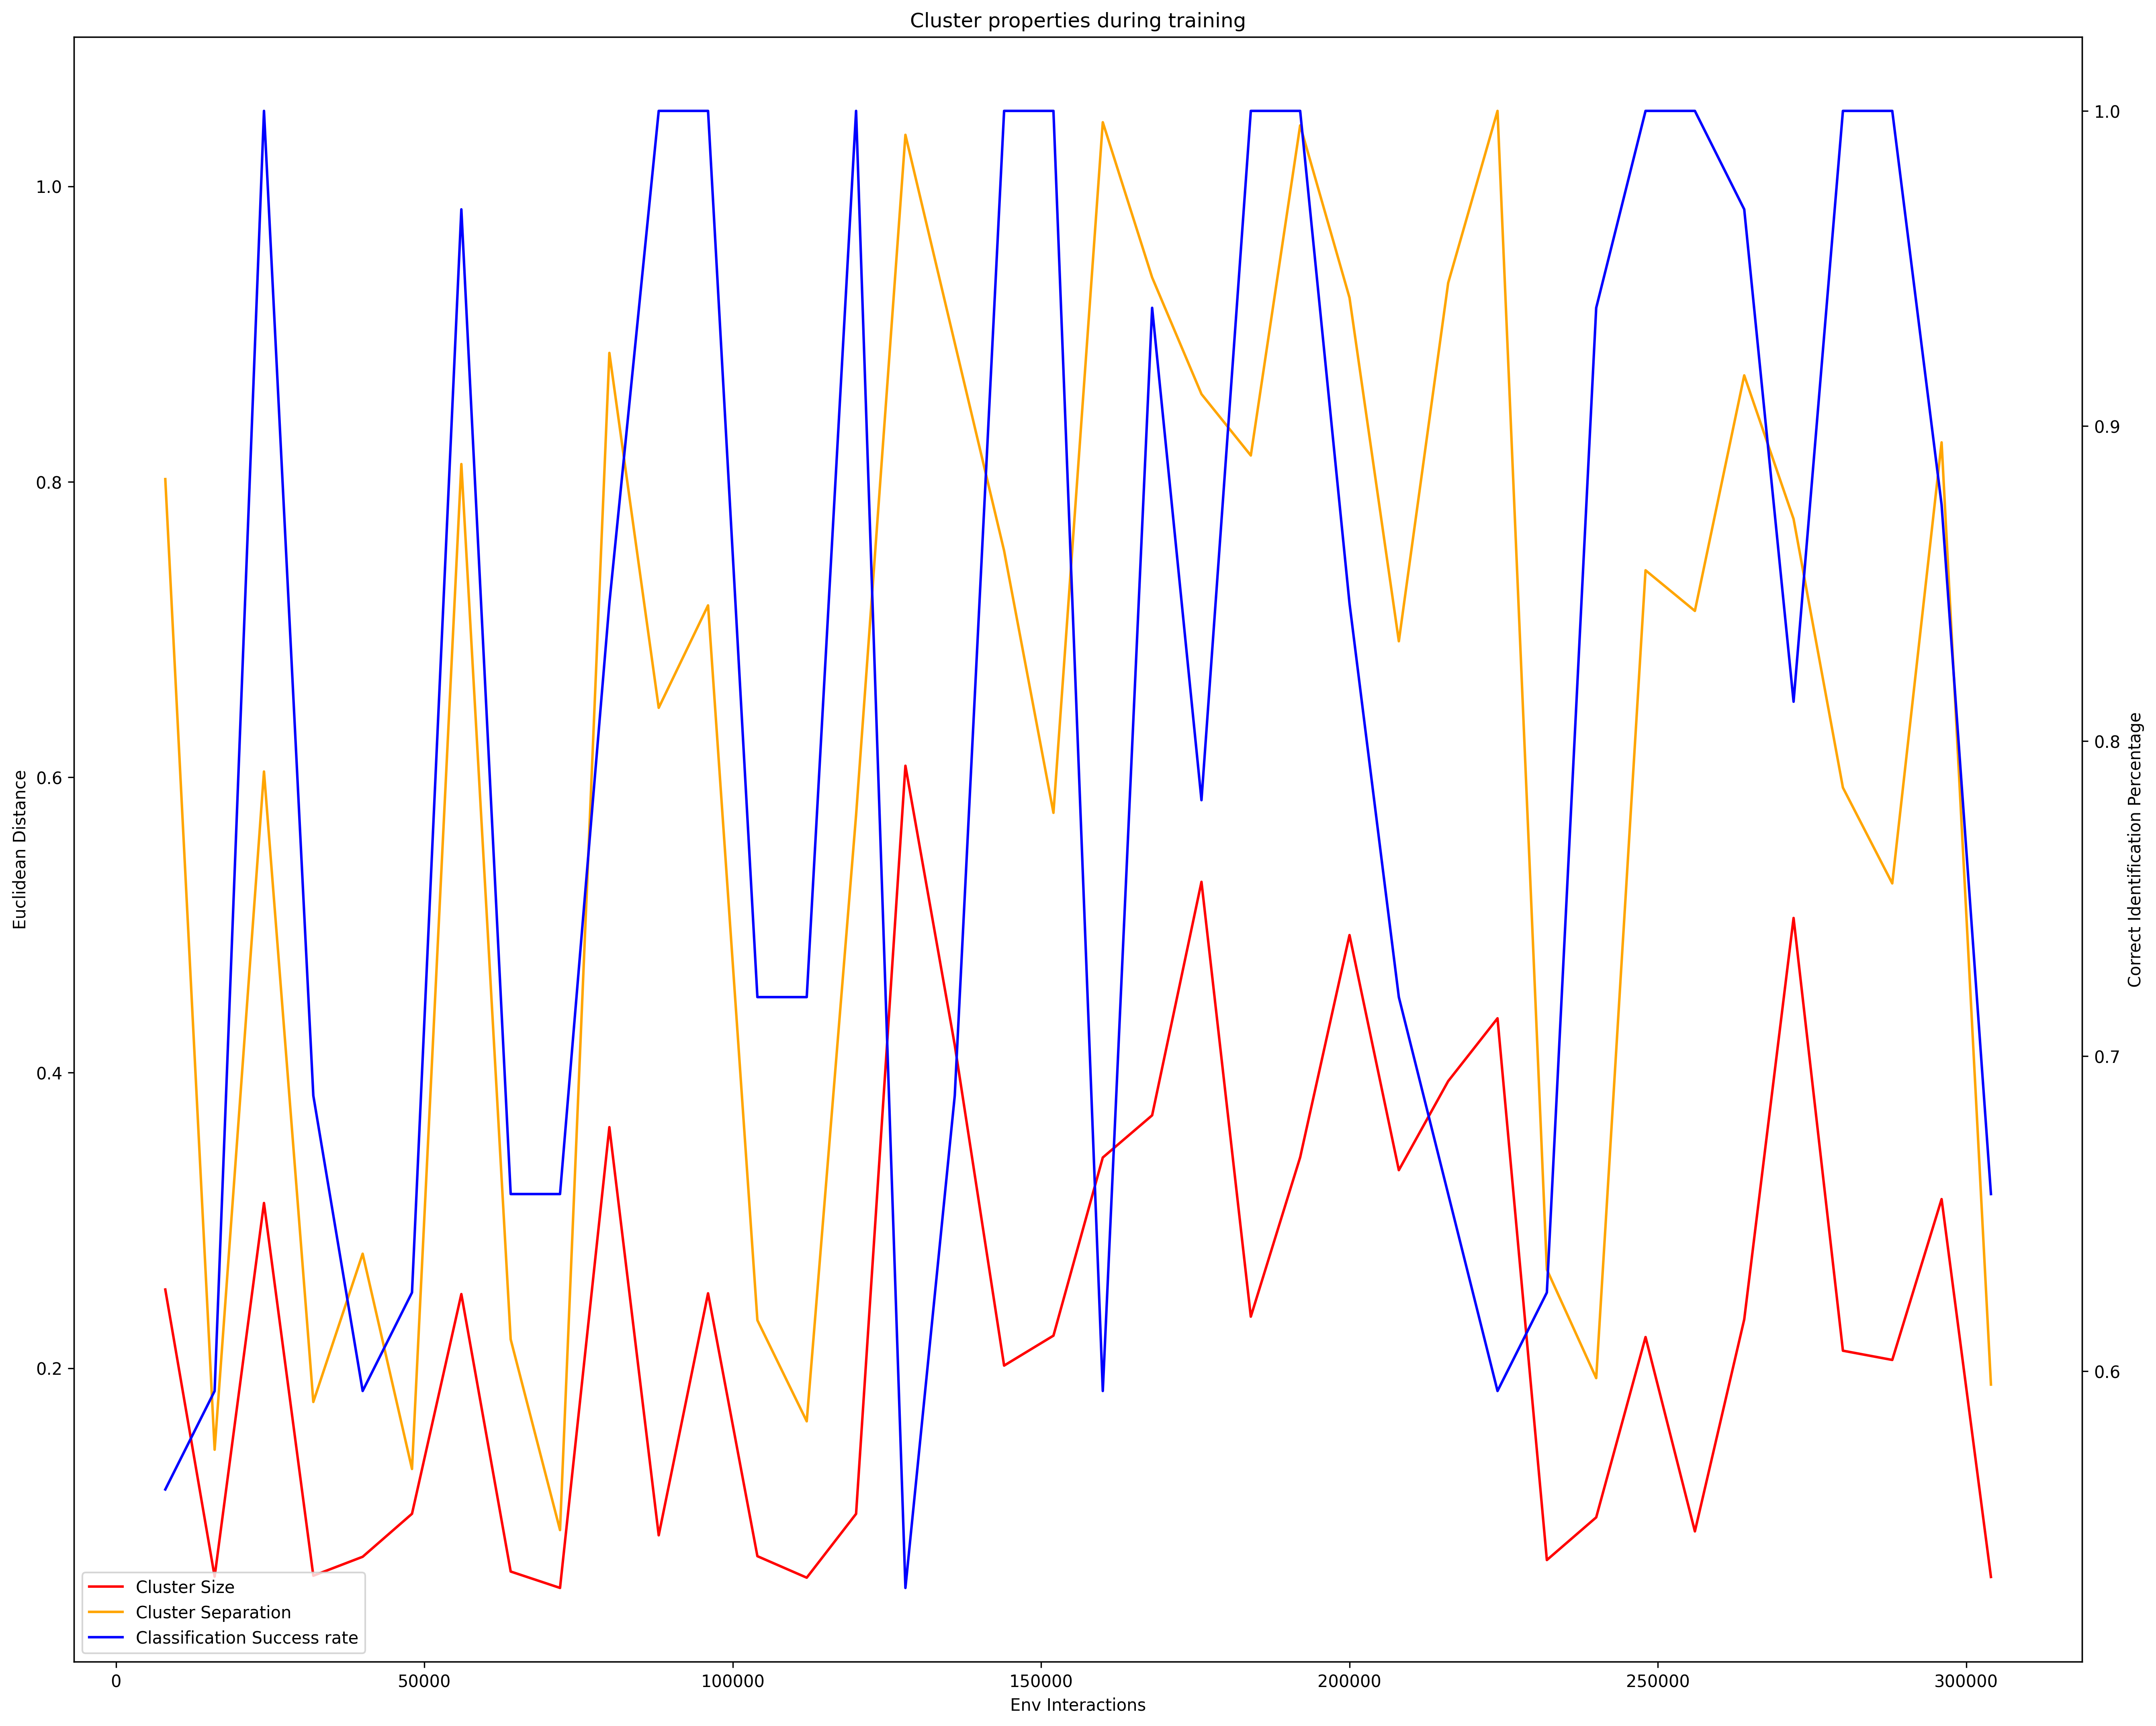 Cluster properties during training
1.0
0.8
0.6
0.4
0.2
Euclidean Distance
1.0
0.9
0.8
0.7
0.6
Correct Identification Percentage
Cluster Size
Cluster Separation
Classification Success rate
0 50000 100000 150000 200000 250000 300000
Env Interactions